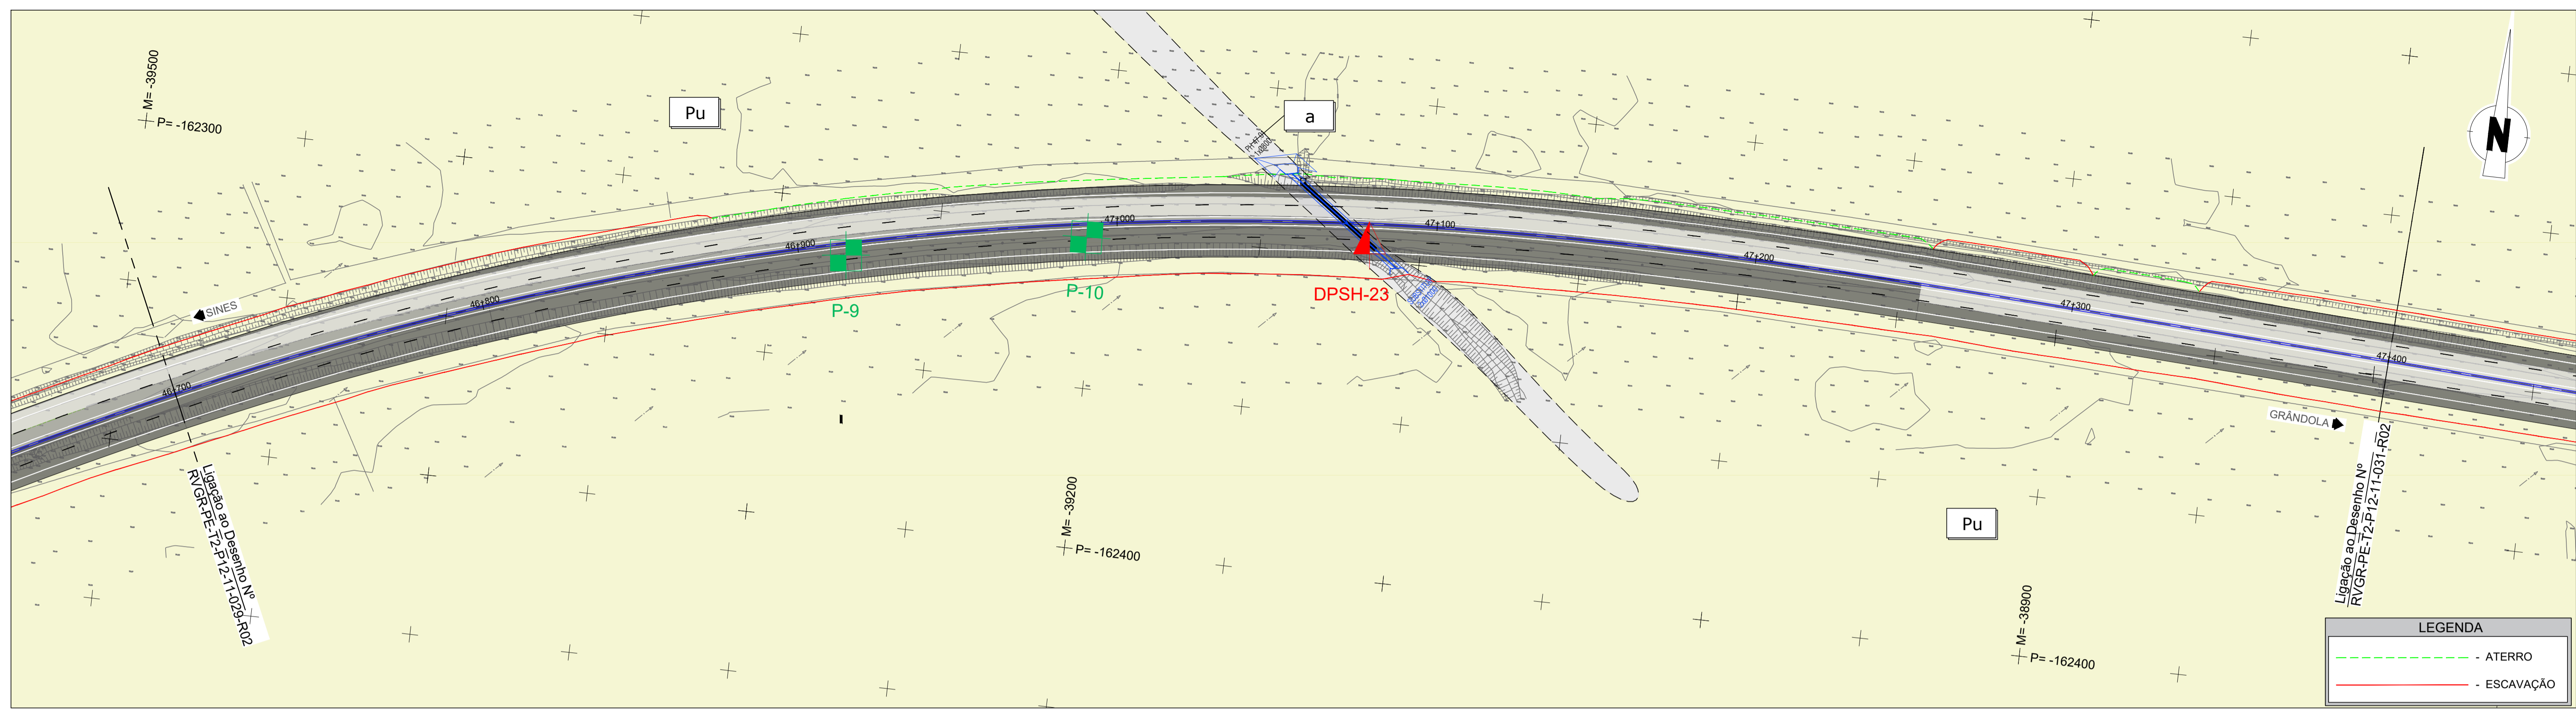 M= -39500
P= -162300
Pu
a
N
46+700
46+800
46+900
47+000
47+100
47+200
47+300
47+400
SINES
P-9
P-10
DPSH-23
GRÂNDOLA
Ligação ao Desenho Nº
RVGR-PE-T2-P12-11-029-R02
M= -39200
P= -162400
Pu
M= -38900
P= -162400
Ligação ao Desenho Nº
RVGR-PE-T2-P12-11-031-R02
LEGENDA
- ATERRO
- ESCAVAÇÃO